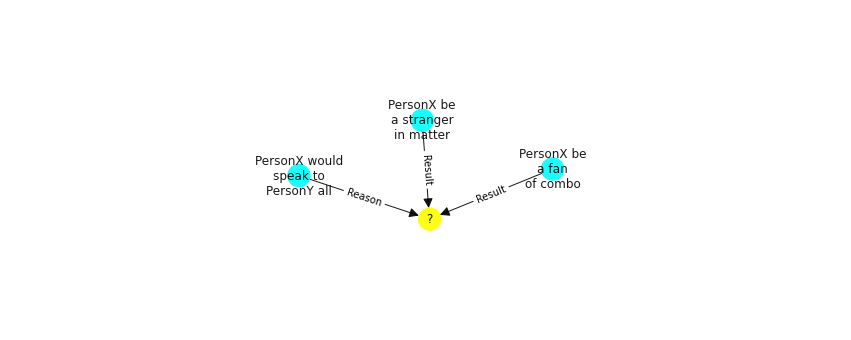 PersonX be
a stranger
in matter
PersonX would
speak to
PersonY all
PersonX be
a fan
of combo
Reason
Result
Result
?